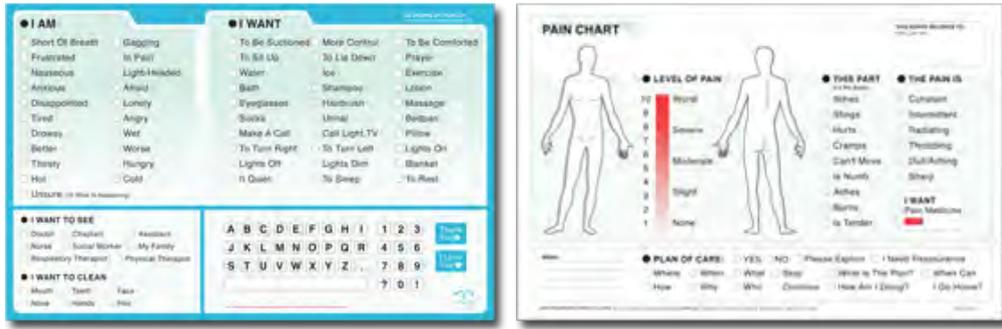 I AM
Short Of Breath Gagging
Frustrated In Pain
Nauseous Light-Headed
Anxious Afraid
Disappointed Lonely
Tired Angry
Drowsy Wet
Better Worse
Thirsty Hungry
Hot Cold
Unsure
I WANT
To Be Suctioned More Control To Be Comforted
To Sit Up To Lie Down Prayer
Water Ice Exercise
Bath Shampoo Lotion
Eyeglasses Hairbrush Massage
Socks Urinal Bedpan
Make A Call Call Light, TV Pillow
To Turn Right To Turn Left Lights On
Lights Off Lights Dim Blanket
It Quiet To Sleep To Rest
I WANT TO SEE
Doctor Chaplain Assistant
Nurse Social Worker My Family
Respiratory Therapist Physical Therapist
I WANT TO CLEAN
Mouth Teeth Face
Nose Hands Hair
A B C D E F G H I 1 2 3 Thank You
J K L M N O P Q R 4 5 6
S T U V W X Y Z . , 7 8 9 I Love You
? 0 !
PAIN CHART
LEVEL OF PAIN
10 Worst
9
8 Severe
7
6 Moderate
5
4
3 Slight
2
1 None
THIS PART
Itches
Stings
Hurts
Cramps
Can't Move
Is Numb
Aches
Burns
Is Tender
THE PAIN IS
Constant
Intermittent
Radiating
Throbbing
Dull/Aching
Sharp
I WANT
Pain Medicine
PLAN OF CARE: YES NO Please Explain I Need Reassurance
Where When What Stop What Is The Plan? When Can
How Why Who Continue How Am I Doing? I Go Home?